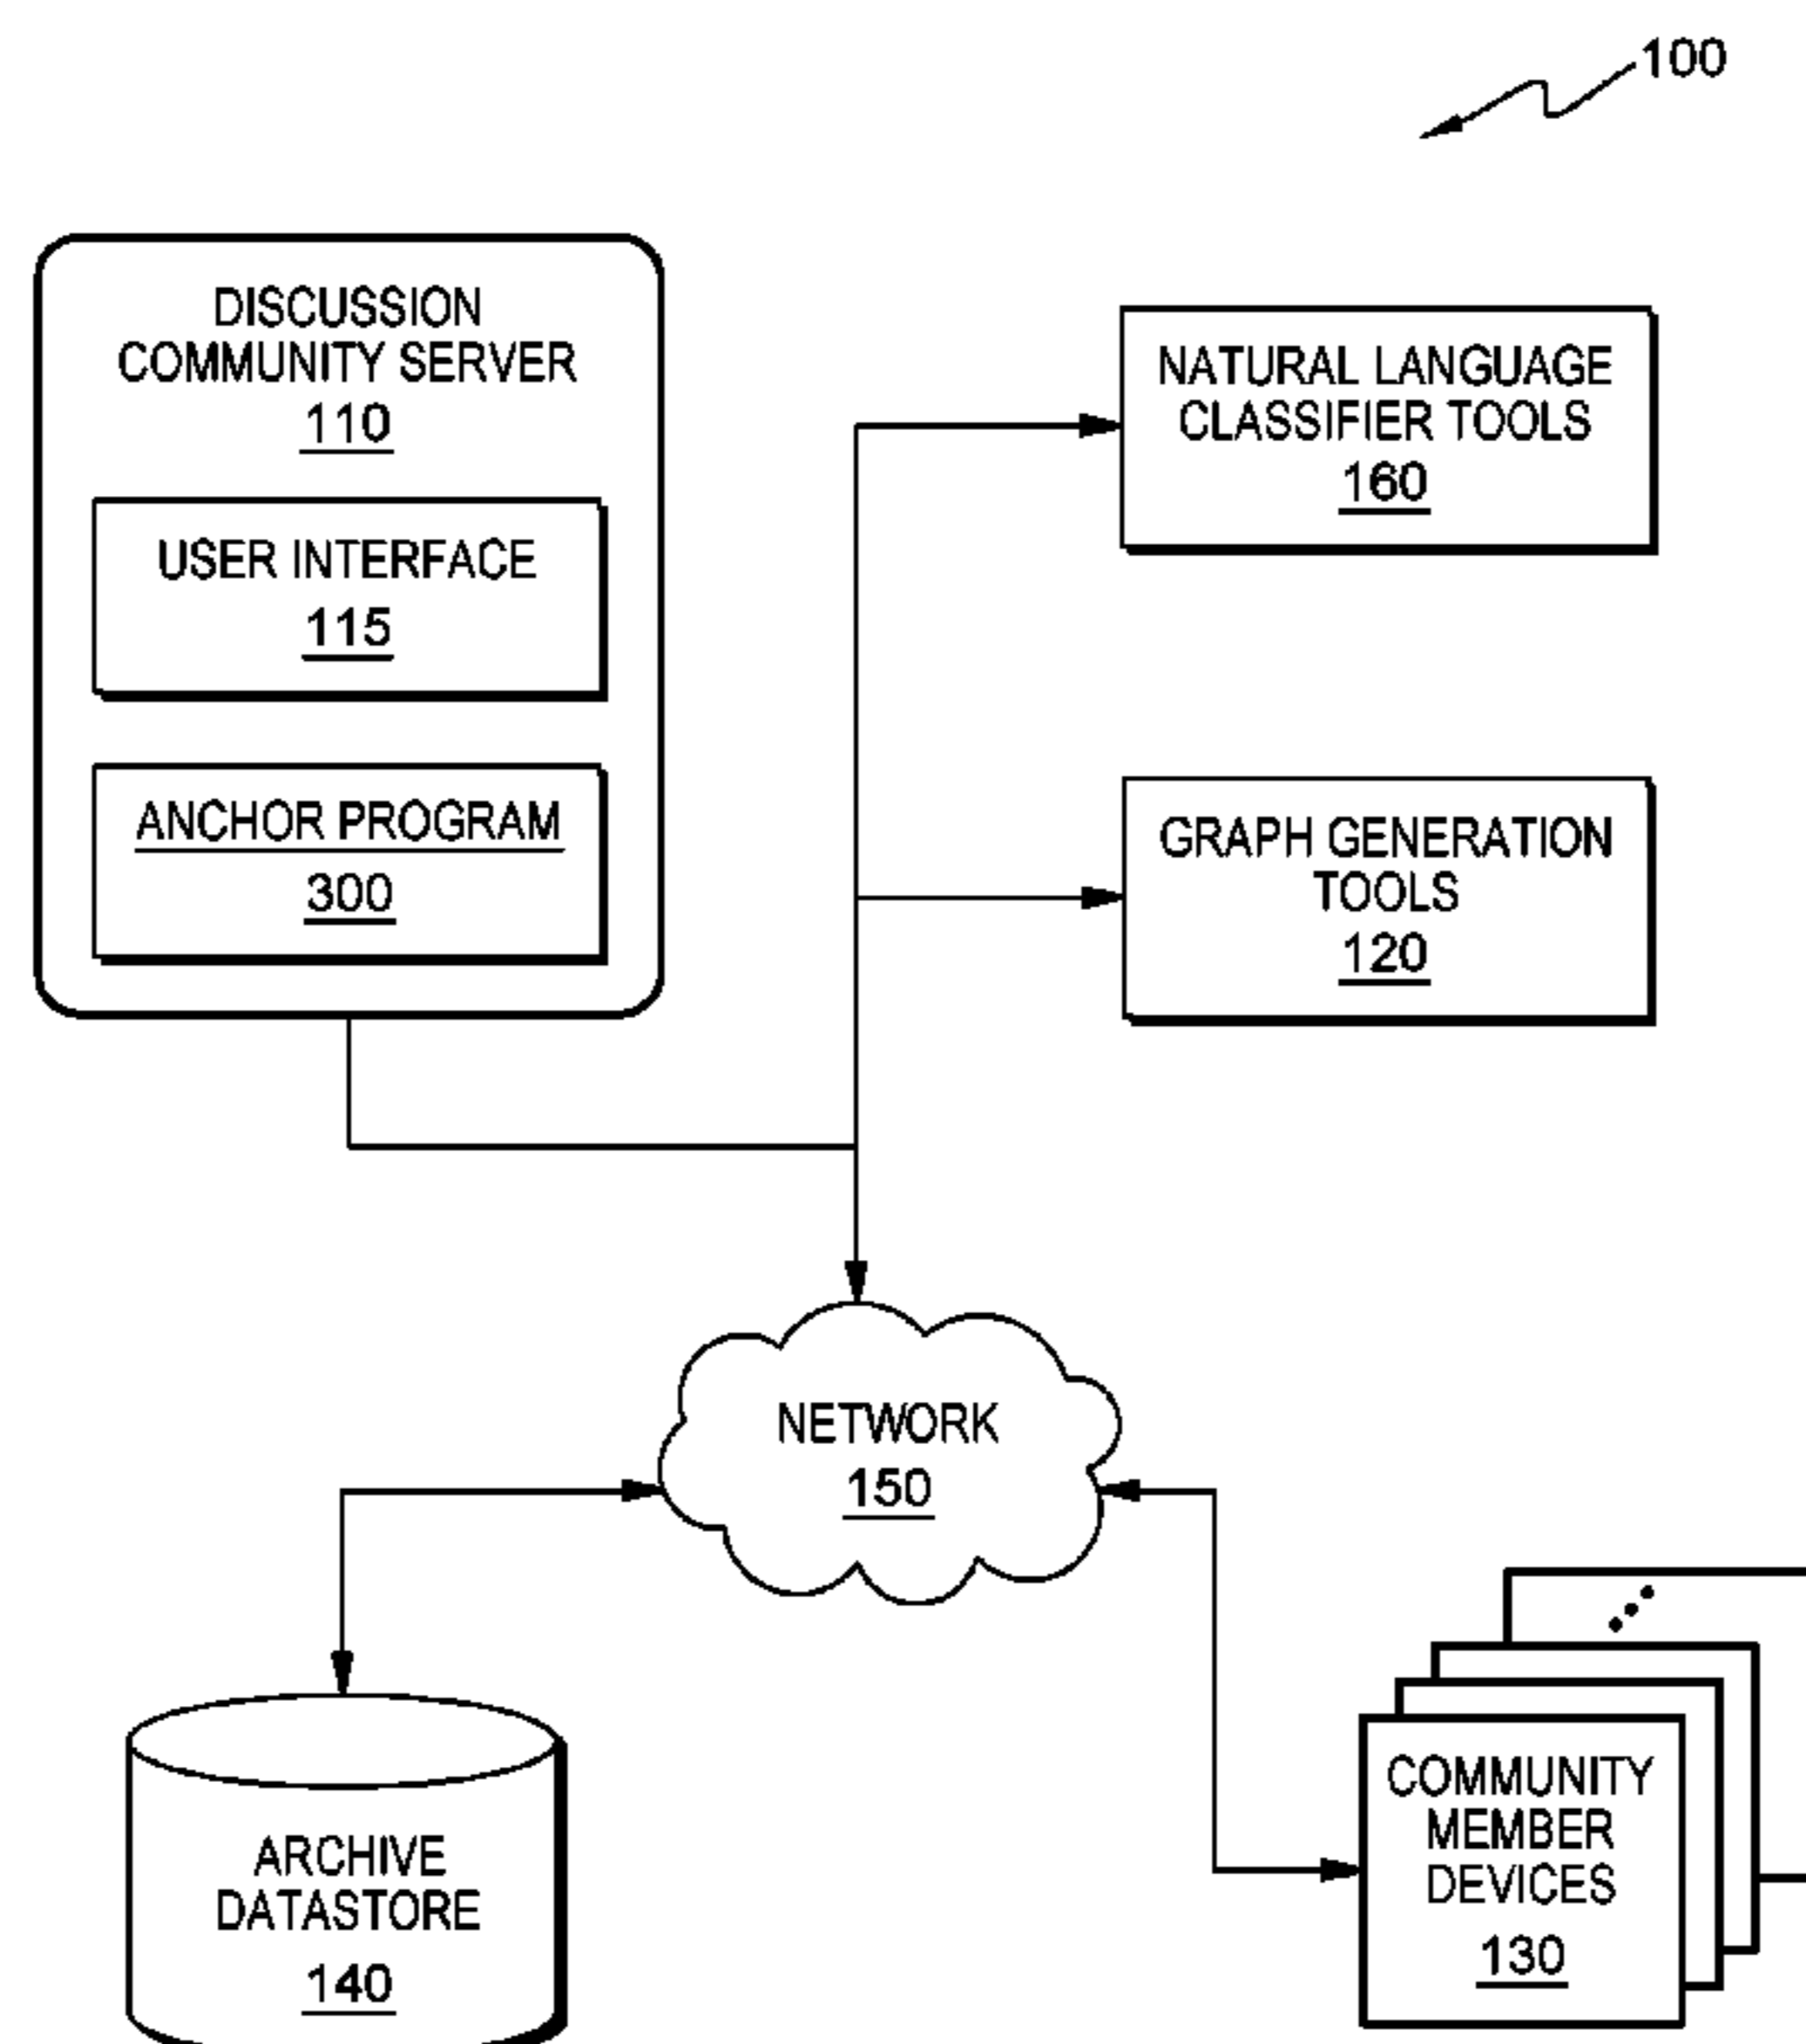 100
DISCUSSION
COMMUNITY SERVER
110
USER INTERFACE
115
ANCHOR PROGRAM
300
NATURAL LANGUAGE
CLASSIFIER TOOLS
160
GRAPH GENERATION
TOOLS
120
NETWORK
150
ARCHIVE
DATASTORE
140
COMMUNITY
MEMBER
DEVICES
130